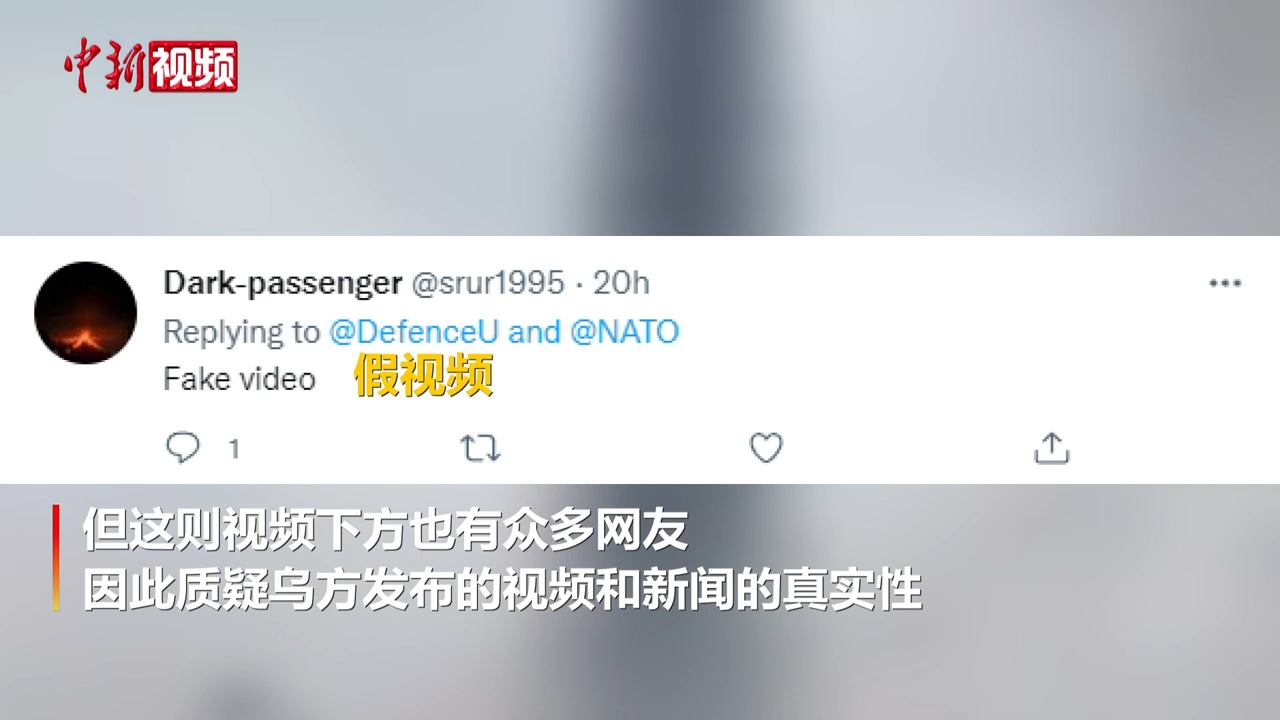 中新视频
Dark-passenger @srur1995 · 20h
Replying to @DefenceU and @NATO
Fake video 假视频
1
但这则视频下方也有众多网友
因此质疑乌方发布的视频和新闻的真实性